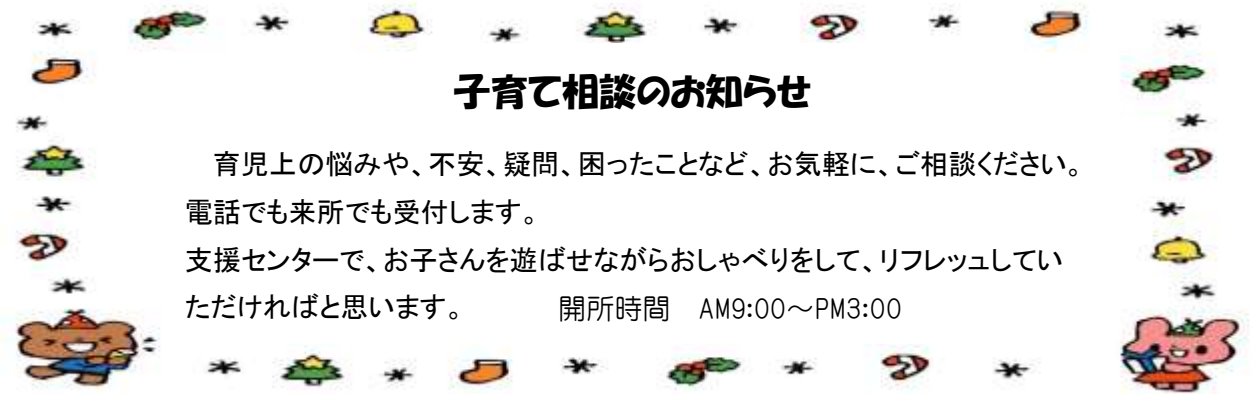 子育て相談のお知らせ
育児上の悩みや、不安、疑問、困ったことなど、お気軽に、ご相談ください。
電話でも来所でも受付します。
支援センターで、お子さんを遊ばせながらおしゃべりをして、リフレッシュしてい
ただければと思います。　開所時間　AM9:00～PM3:00